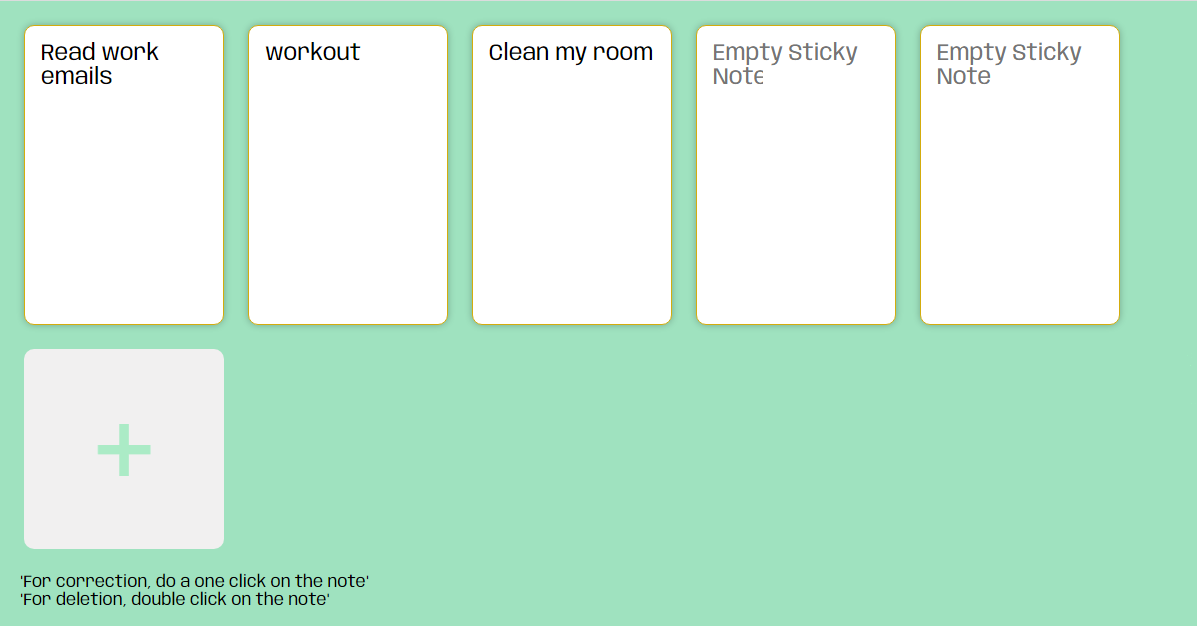 Read work
emails
workout
Clean my room
Empty Sticky
Note
Empty Sticky
Note
+
'For correction, do a one click on the note'
'For deletion, double click on the note'